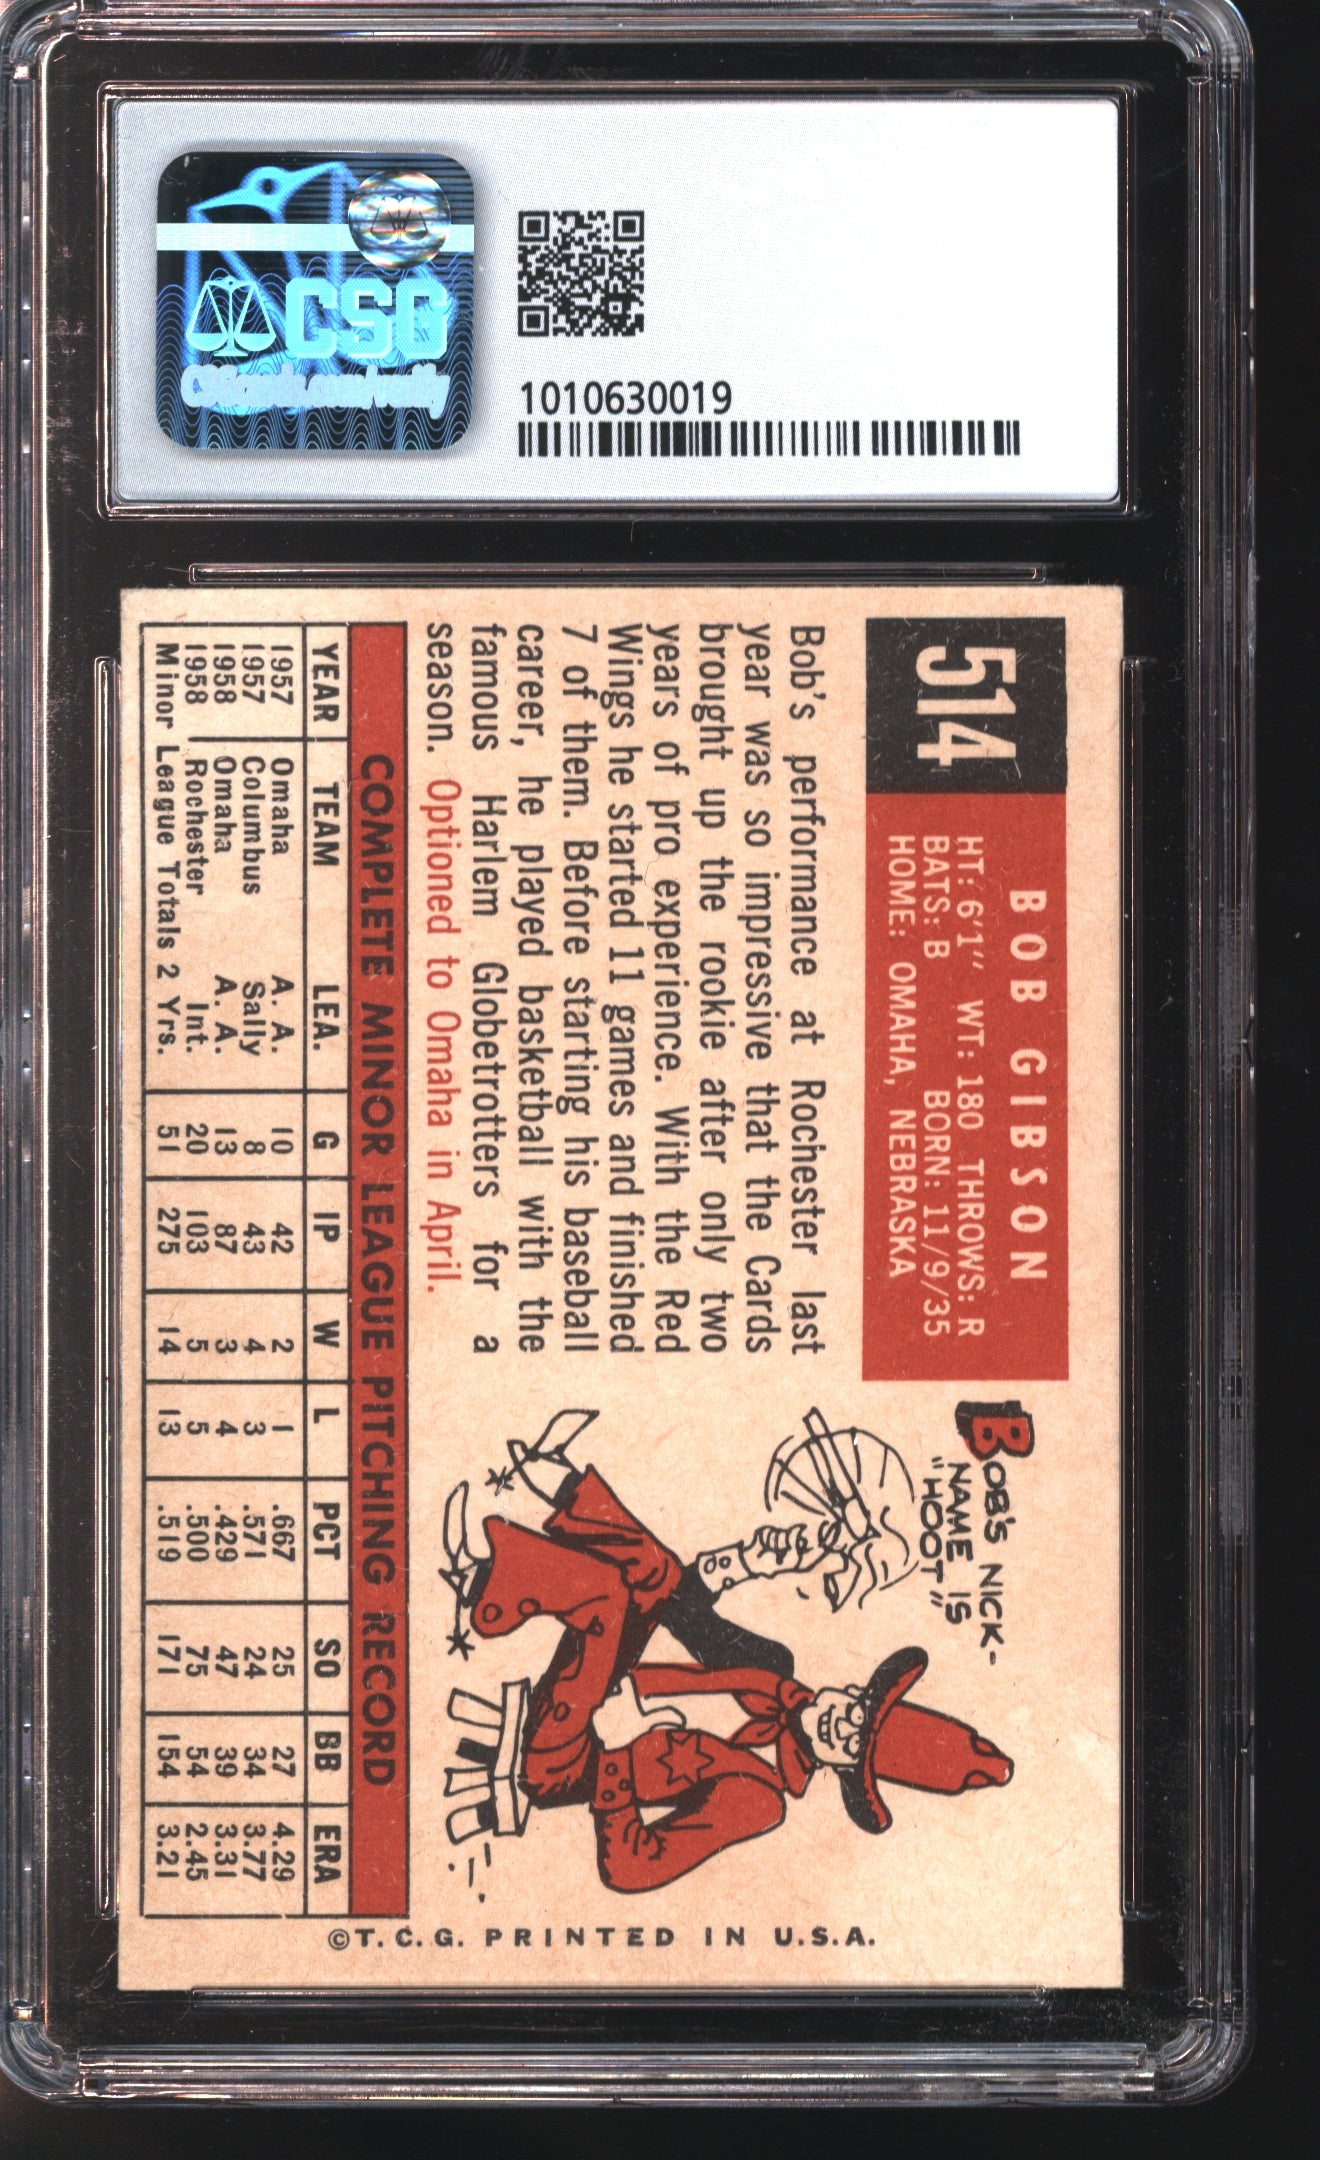 CSG
1010630019
514
BOB GIBSON
HT: 6'1" WT: 180 THROWS: R
BATS: B BORN: 11/9/35
HOME: OMAHA, NEBRASKA
Bob's performance at Rochester last
year was so impressive that the Cards
brought up the rookie after only two
years of pro experience. With the Red
Wings he started 11 games and finished
7 of them. Before starting his baseball
career, he played basketball with the
famous Harlem Globetrotters for a
season. Optioned to Omaha in April.
BOB'S NICK-
NAME IS
"HOOT"
COMPLETE MINOR LEAGUE PITCHING RECORD
YEAR TEAM LEA. G IP W L PCT SO BB ERA
1957 Omaha A. A. 10 42 2 1 .667 25 27 4.29
1957 Columbus Sally 8 43 4 3 .571 24 34 3.77
1958 Omaha A. A. 13 87 3 4 .429 47 39 3.31
1958 Rochester Int. 20 103 5 5 .500 75 54 2.45
Minor League Totals 2 Yrs. 51 275 14 13 .519 171 154 3.21
©T. C. G. PRINTED IN U.S.A.